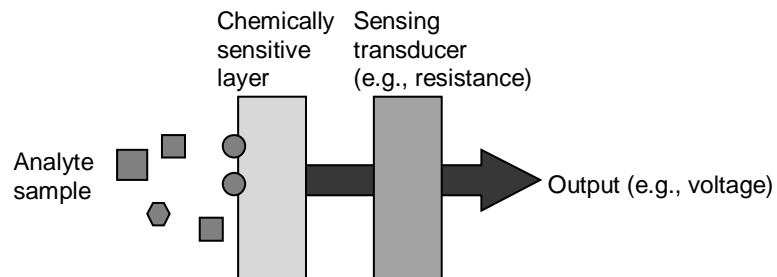 Chemically
sensitive
layer
Sensing
transducer
(e.g., resistance)
Analyte
sample
Output (e.g., voltage)